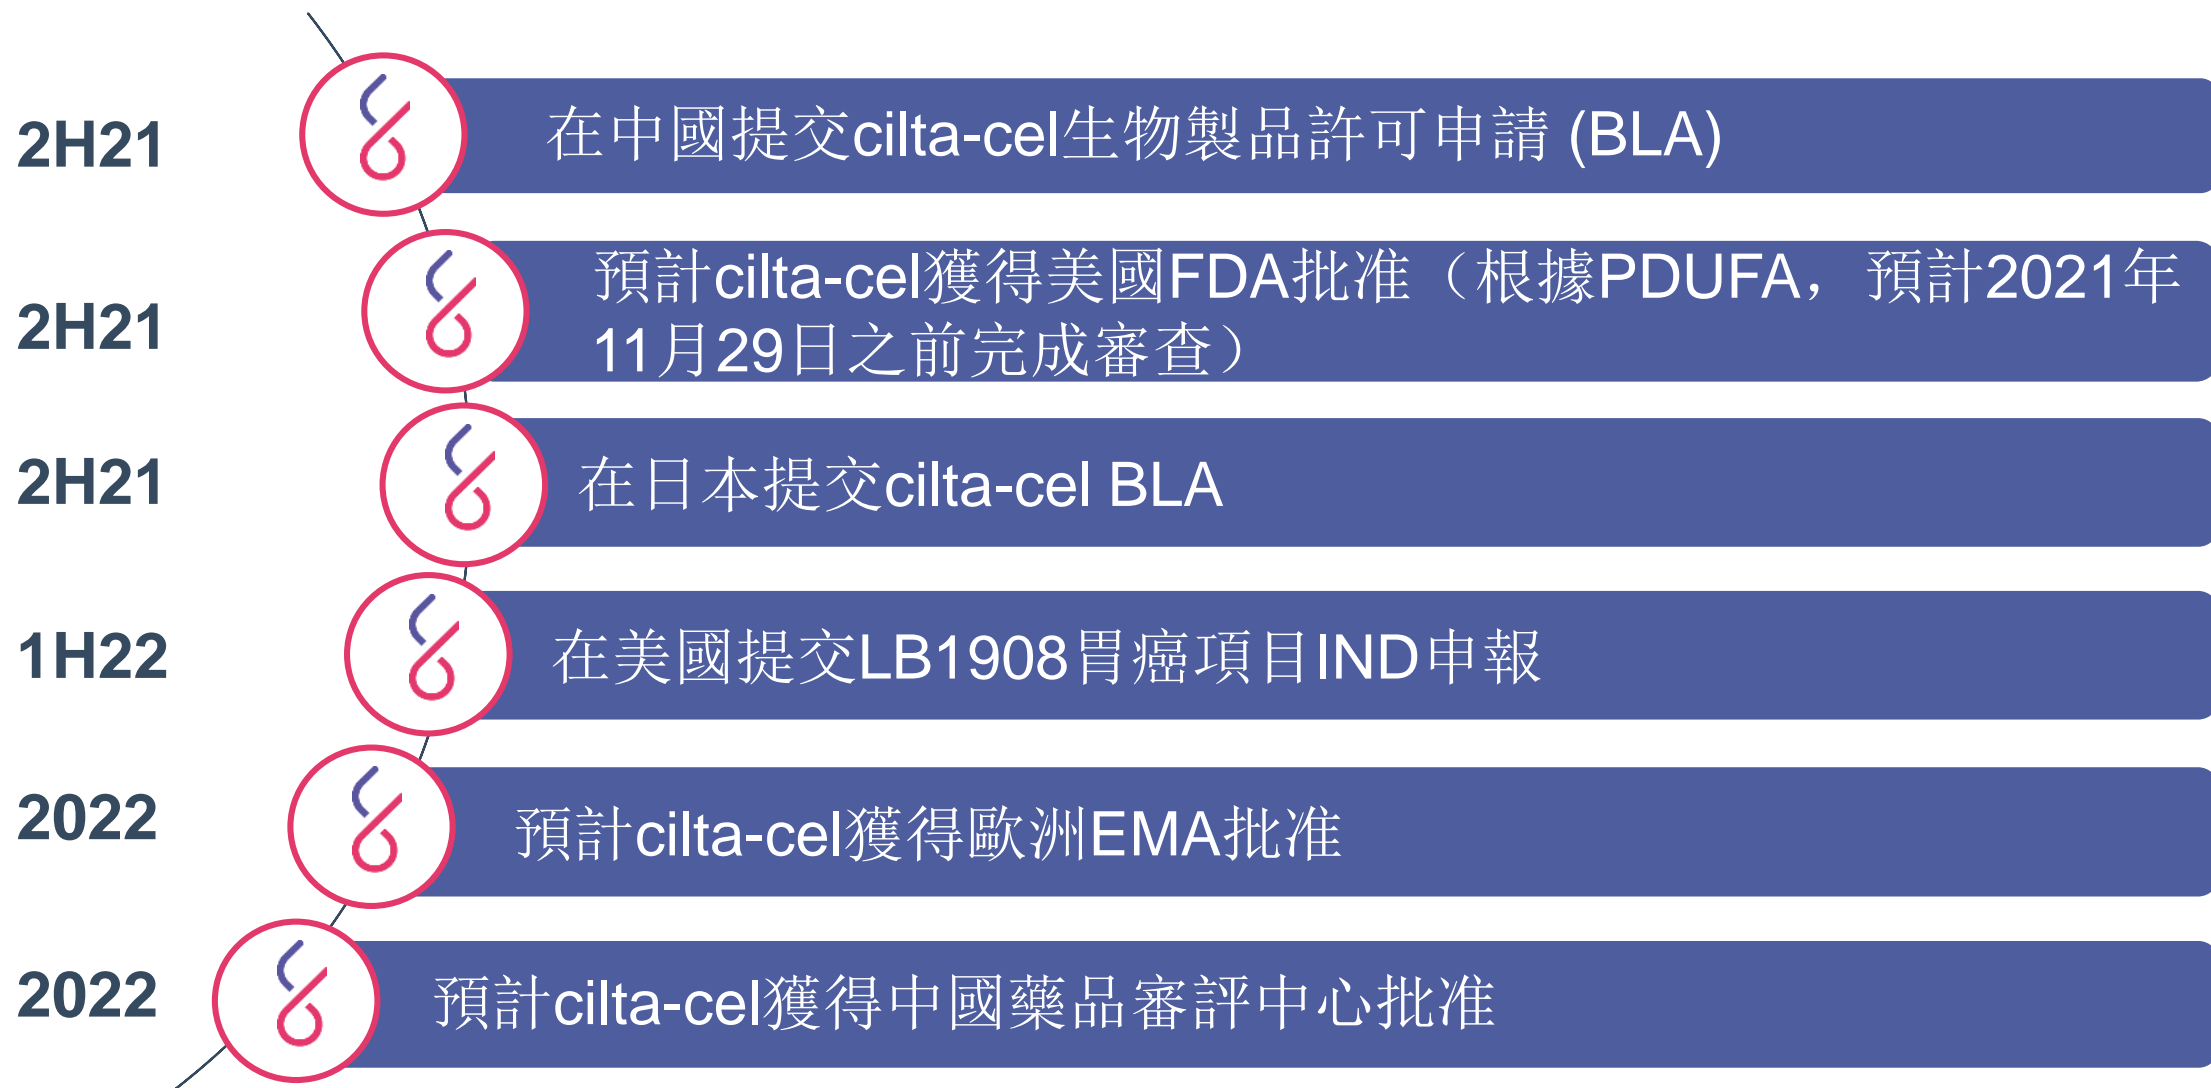 2H21
在中國提交cilta-cel生物製品許可申請 (BLA)
2H21
預計cilta-cel獲得美國FDA批准（根據PDUFA，預計2021年
11月29日之前完成審查）
2H21
在日本提交cilta-cel BLA
1H22
在美國提交LB1908胃癌項目IND申報
2022
預計cilta-cel獲得歐洲EMA批准
2022
預計cilta-cel獲得中國藥品審評中心批准